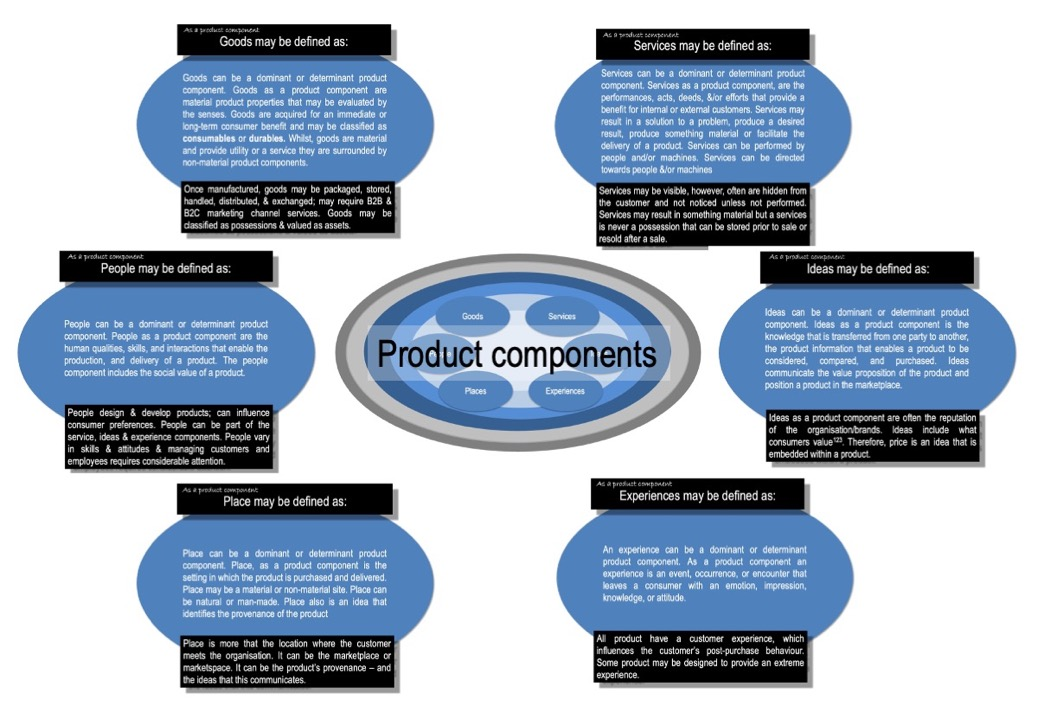 As a product component
Goods may be defined as:
Goods can be a dominant or determinant product
component. Goods as a product component are
material product properties that may be evaluated by
the senses. Goods are acquired for an immediate or
long-term consumer benefit and may be classified as
consumables or durables. Whilst, goods are material
and provide utility or a service they are surrounded by
non-material product components.
Once manufactured, goods may be packaged, stored,
handled, distributed, & exchanged; may require B2B &
B2C marketing channel services. Goods may be
classified as possessions & valued as assets.
As a product component
Services may be defined as:
Services can be a dominant or determinant product
component. Services as a product component, are the
performances, acts, deeds, &/or efforts that provide a
benefit for internal or external customers. Services may
result in a solution to a problem, produce a desired
result, produce something material or facilitate the
delivery of a product. Services can be performed by
people and/or machines. Services can be directed
towards people &/or machines
Services may be visible, however, often are hidden from
the customer and not noticed unless not performed.
Services may result in something material but a services
is never a possession that can be stored prior to sale or
resold after a sale.
As a product component
People may be defined as:
People can be a dominant or determinant product
component. People as a product component are the
human qualities, skills, and interactions that enable the
production, and delivery of a product. The people
component includes the social value of a product.
People design & develop products; can influence
consumer preferences. People can be part of the
service, ideas & experience components. People vary
in skills & attitudes & managing customers and
employees requires considerable attention.
Goods
Services
Product components
Places
Experiences
As a product component
Ideas may be defined as:
Ideas can be a dominant or determinant product
component. Ideas as a product component is the
knowledge that is transferred from one party to another,
the product information that enables a product to be
considered, compared, and purchased. Ideas
communicate the value proposition of the product and
position a product in the marketplace.
Ideas as a product component are often the reputation
of the organisation/brands. Ideas include what
consumers value¹²³. Therefore, price is an idea that is
embedded within a product.
As a product component
Place may be defined as:
Place can be a dominant or determinant product
component. Place, as a product component is the
setting in which the product is purchased and delivered.
Place may be a material or non-material site. Place can
be natural or man-made. Place also is an idea that
identifies the provenance of the product
Place is more that the location where the customer
meets the organisation. It can be the marketplace or
marketspace. It can be the product's provenance – and
the ideas that this communicates.
As a product component
Experiences may be defined as:
An experience can be a dominant or determinant
product component. As a product component an
experience is an event, occurrence, or encounter that
leaves a consumer with an emotion, impression,
knowledge, or attitude.
All product have a customer experience, which
influences the customer's post-purchase behaviour.
Some product may be designed to provide an extreme
experience.